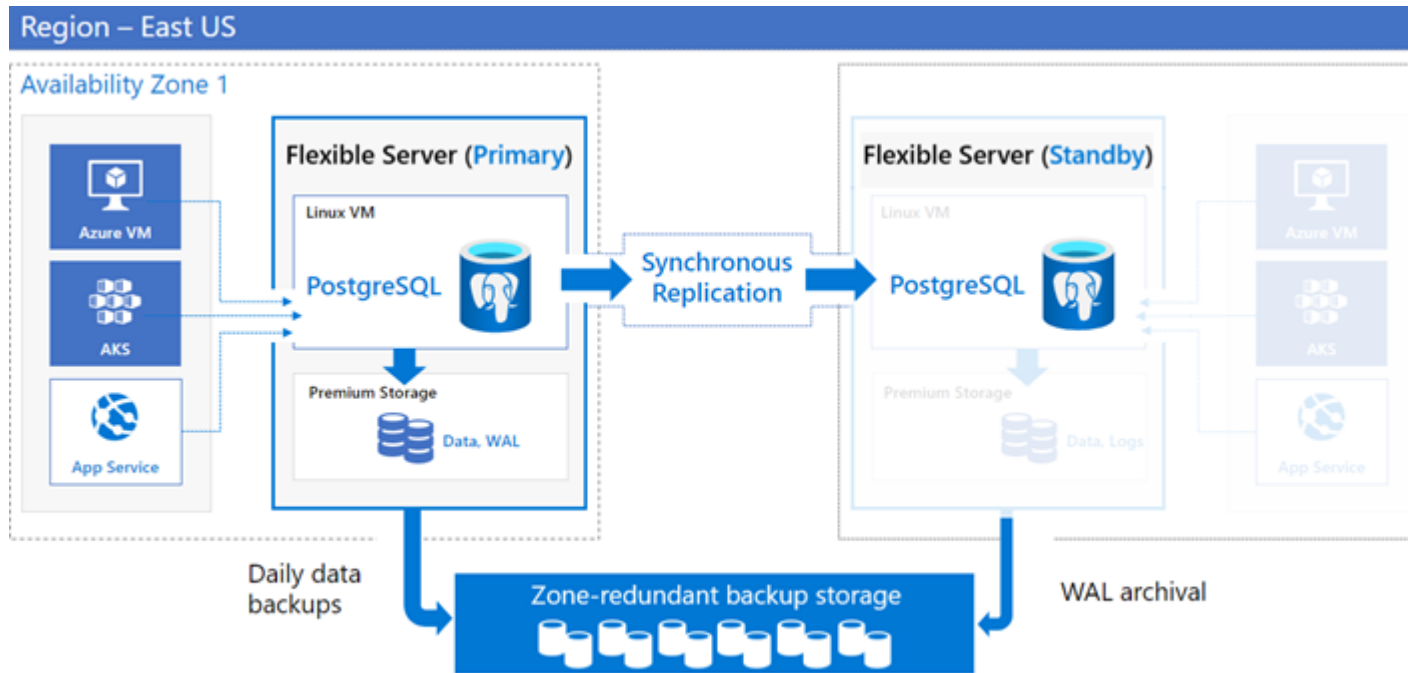 Region – East US
Availability Zone 1
Azure VM
AKS
App Service
Flexible Server (Primary)
Linux VM
PostgreSQL
Premium Storage
Data, WAL
Synchronous
Replication
Flexible Server (Standby)
Linux VM
PostgreSQL
Premium Storage
Data, Logs
Azure VM
AKS
App Service
Daily data
backups
Zone-redundant backup storage
WAL archival